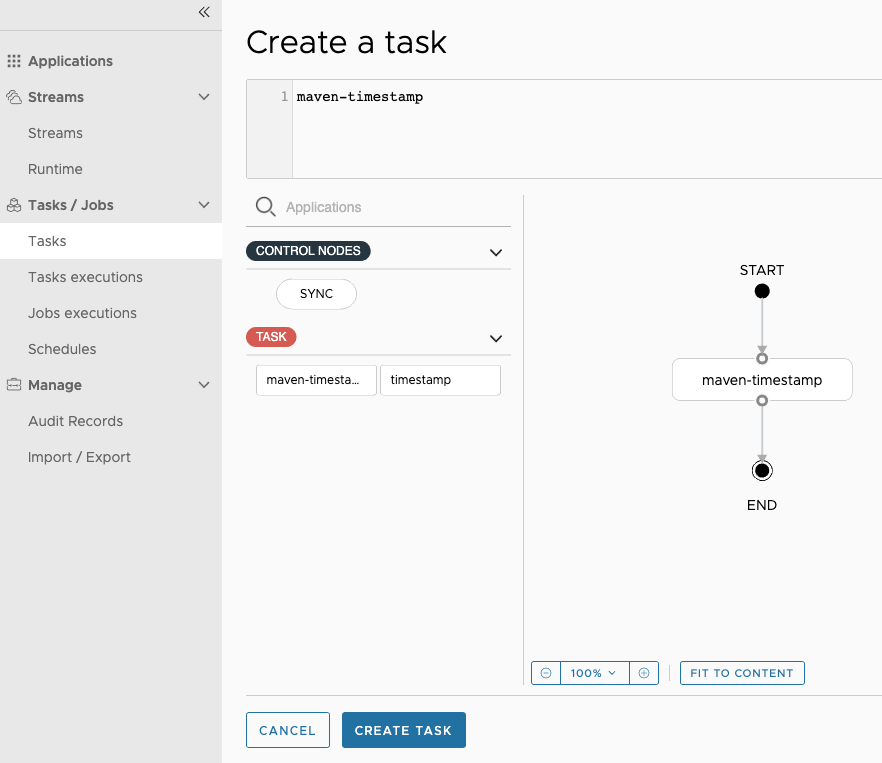 Applications
Streams
Streams
Runtime
Tasks / Jobs
Tasks
Tasks executions
Jobs executions
Schedules
Manage
Audit Records
Import / Export
Create a task
1 maven-timestamp
Applications
CONTROL NODES
SYNC
TASK
maven-timesta... timestamp
START
maven-timestamp
END
100% FIT TO CONTENT
CANCEL CREATE TASK